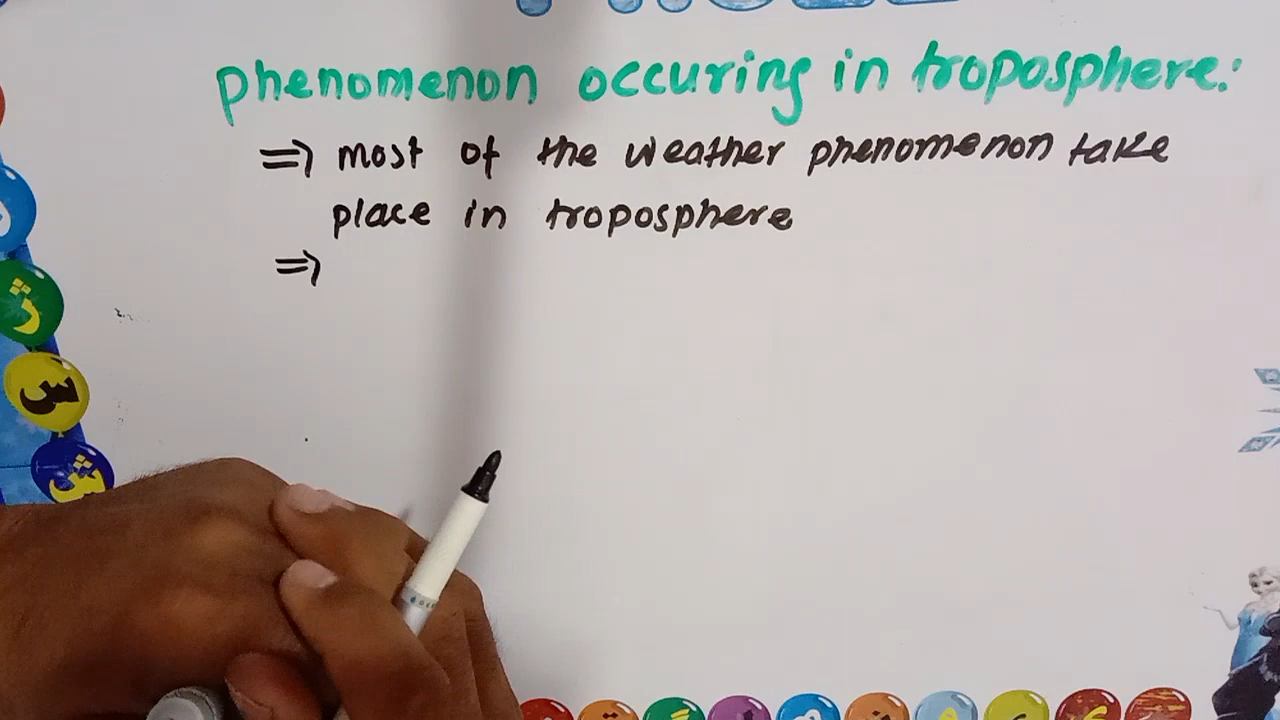 phenomenon occuring in troposphere:
⇒ most of the weather phenomenon take
place in troposphere
⇒
ث
س
ش